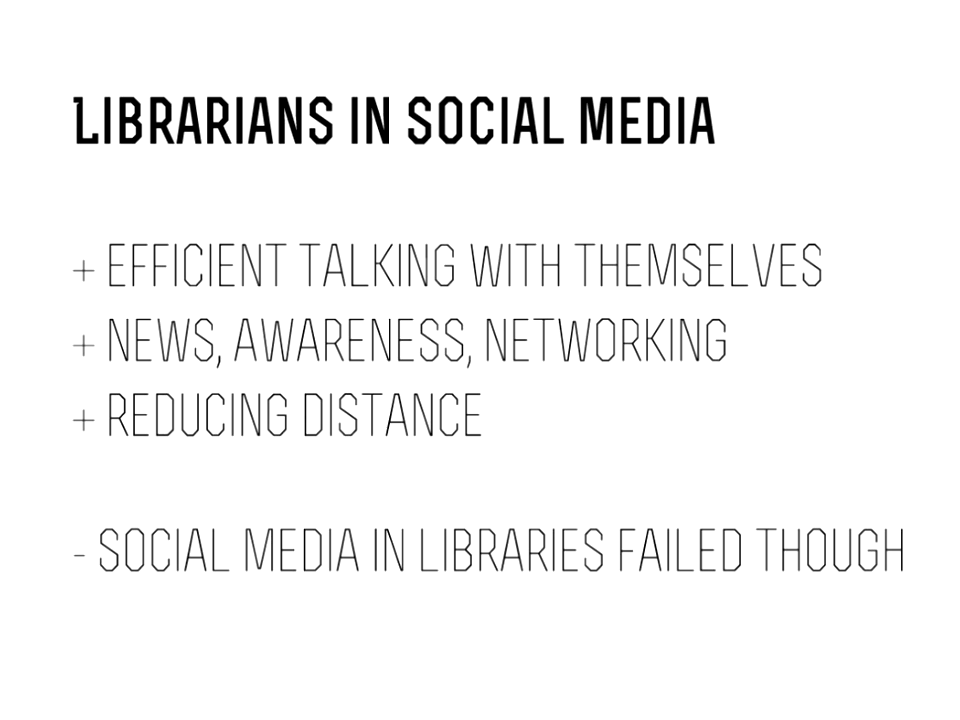 LIBRARIANS IN SOCIAL MEDIA
+ EFFICIENT TALKING WITH THEMSELVES
+ NEWS, AWARENESS, NETWORKING
+ REDUCING DISTANCE
- SOCIAL MEDIA IN LIBRARIES FAILED THOUGH